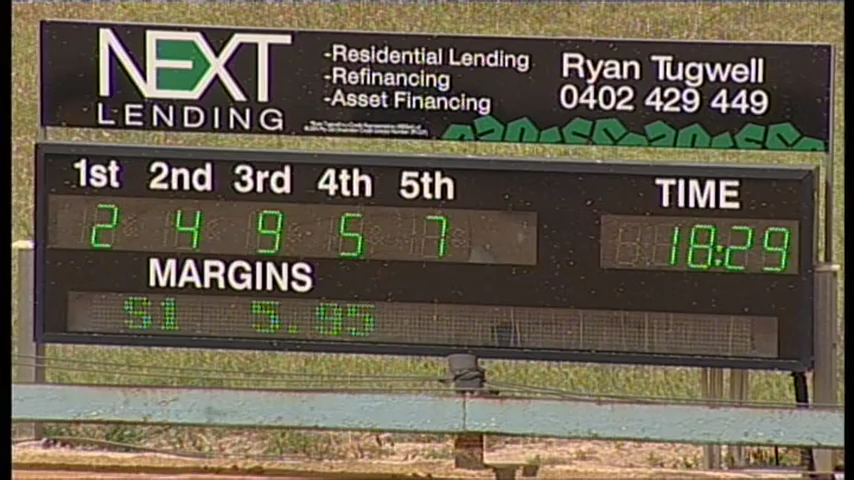 NEXT
LENDING
-Residential Lending
-Refinancing
-Asset Financing
Ryan Tugwell
0402 429 449
1st 2nd 3rd 4th 5th
2 4 9 5 7
TIME
18:29
MARGINS
S1 5.05